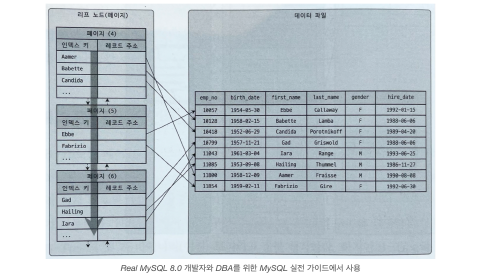 리프 노드(페이지)
페이지 (4)
인덱스 키 레코드 주소
Aamer
Babette
Candida
...
페이지 (5)
인덱스 키 레코드 주소
Ebbe
Fabrizio
...
페이지 (6)
인덱스 키 레코드 주소
Gad
Hailing
Iara
...
데이터 파일
emp_no birth_date first_name last_name gender hire_date
10057 1954-05-30 Ebbe Callaway F 1992-01-15
10128 1958-02-15 Babette Lamba F 1988-06-06
10418 1952-06-29 Candida Porotnikoff F 1989-04-20
10799 1957-11-21 Gad Griswold F 1988-06-06
11043 1961-03-04 Iara Range M 1993-06-25
11085 1953-09-08 Hailing Thummel M 1986-11-27
11800 1958-12-09 Aamer Fraisse M 1990-08-08
11854 1959-02-11 Fabrizio Girn F 1992-06-30
Real MySQL 8.0 개발자와 DBA를 위한 MySQL 실전 가이드에서 사용